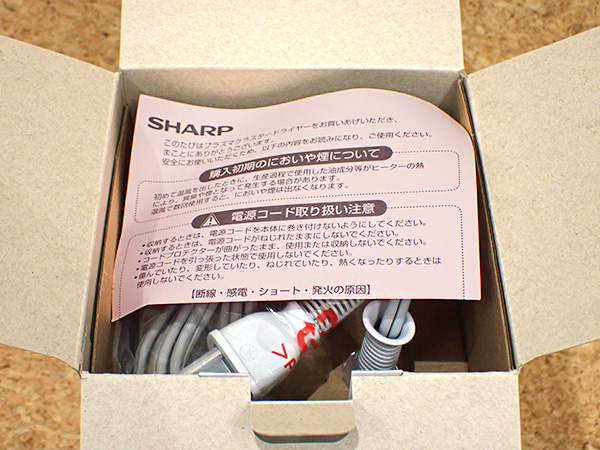 SHARP
このたびはプラズマクラスタードライヤーをお買いあげいただき、
まことにありがとうございます。
安全にお使いいただくため、以下の内容をお読みになり、ご使用ください。
購入初期のにおいや煙について
初めて温風を出したときに、生産過程で使用した油成分等がヒーターの熱
により、異臭や煙となって発生する場合があります。
温風で数回使用すると、においや煙は出なくなります。
電源コード取り扱い注意
・収納するときは、電源コードを本体に巻き付けないようにしてください。
・収納するときは、電源コードがねじれたままにしないでください。
・コードプロテクターが曲がったまま、使用または収納しないでください。
・電源コードを引っ張った状態で使用しないでください。
・傷んでいたり、変形していたり、ねじれていたり、熱くなったりするときは
使用しないでください。
【断線・感電・ショート・発火の原因】